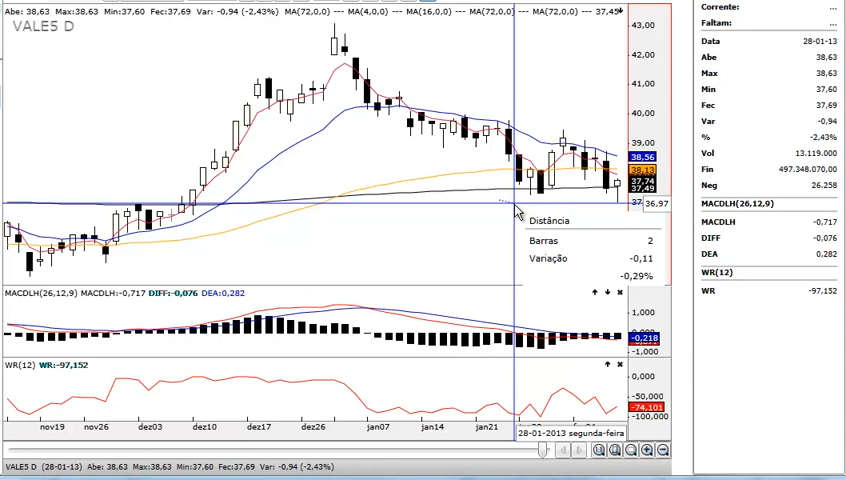 Abe: 38,63 Max:38,63 Min:37,60 Fec:37,69 Var: -0,94 (-2,43%) MA(72,0,0) --- MA(4,0,0) --- MA(16,0,0) --- MA(72,0,0) --- MA(72,0,0) --- 37,45
VALE5 D
43,00
42,00
41,00
40,00
39,00
38,56
38,13
37,74
37,49
36,97
Distância
Barras 2
Variação -0,11
-0,29%
MACDLH(26,12,9) MACDLH:-0,717 DIFF:-0,076 DEA:0,282
1,000
-0,218
-1,000
WR(12) WR:-97,152
0,000
-50,000
-74,101
-100,000
nov19 nov26 dez03 dez10 dez17 dez26 jan07 jan14 jan21
28-01-2013 segunda-feira
VALE5 D (28-01-13) Abe: 38,63 Max:38,63 Min:37,60 Fec:37,69 Var: -0,94 (-2,43%)
Corrente: ...
Faltam: ...
Data 28-01-13
Abe 38,63
Max 38,63
Min 37,60
Fec 37,69
Var -0,94
% -2,43%
Vol 13.119.000
Fin 497.348.070,00
Neg 26.258
MACDLH(26,12,9)
MACDLH -0,717
DIFF -0,076
DEA 0,282
WR(12)
WR -97,152